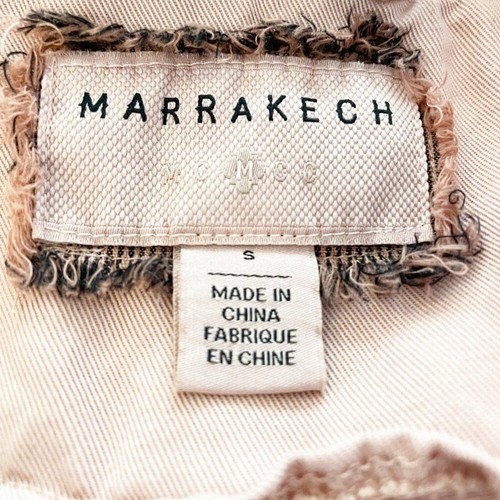 MARRAKECH
S
MADE IN
CHINA
FABRIQUE
EN CHINE